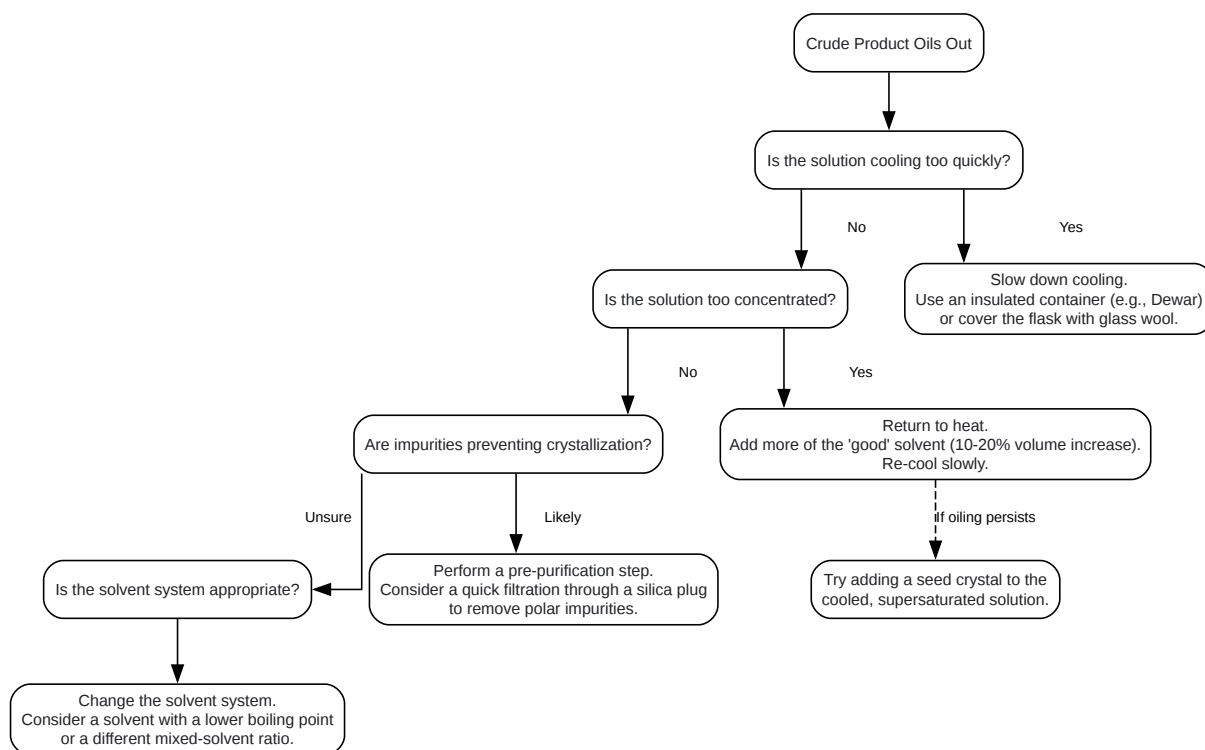 Crude Product Oils Out
Is the solution cooling too quickly?
No
Yes
Slow down cooling.
Use an insulated container (e.g., Dewar)
or cover the flask with glass wool.
Is the solution too concentrated?
No
Yes
Return to heat.
Add more of the 'good' solvent (10-20% volume increase).
Re-cool slowly.
Are impurities preventing crystallization?
Unsure
Likely
If oiling persists
Is the solvent system appropriate?
Perform a pre-purification step.
Consider a quick filtration through a silica plug
to remove polar impurities.
Try adding a seed crystal to the
cooled, supersaturated solution.
Change the solvent system.
Consider a solvent with a lower boiling point
or a different mixed-solvent ratio.